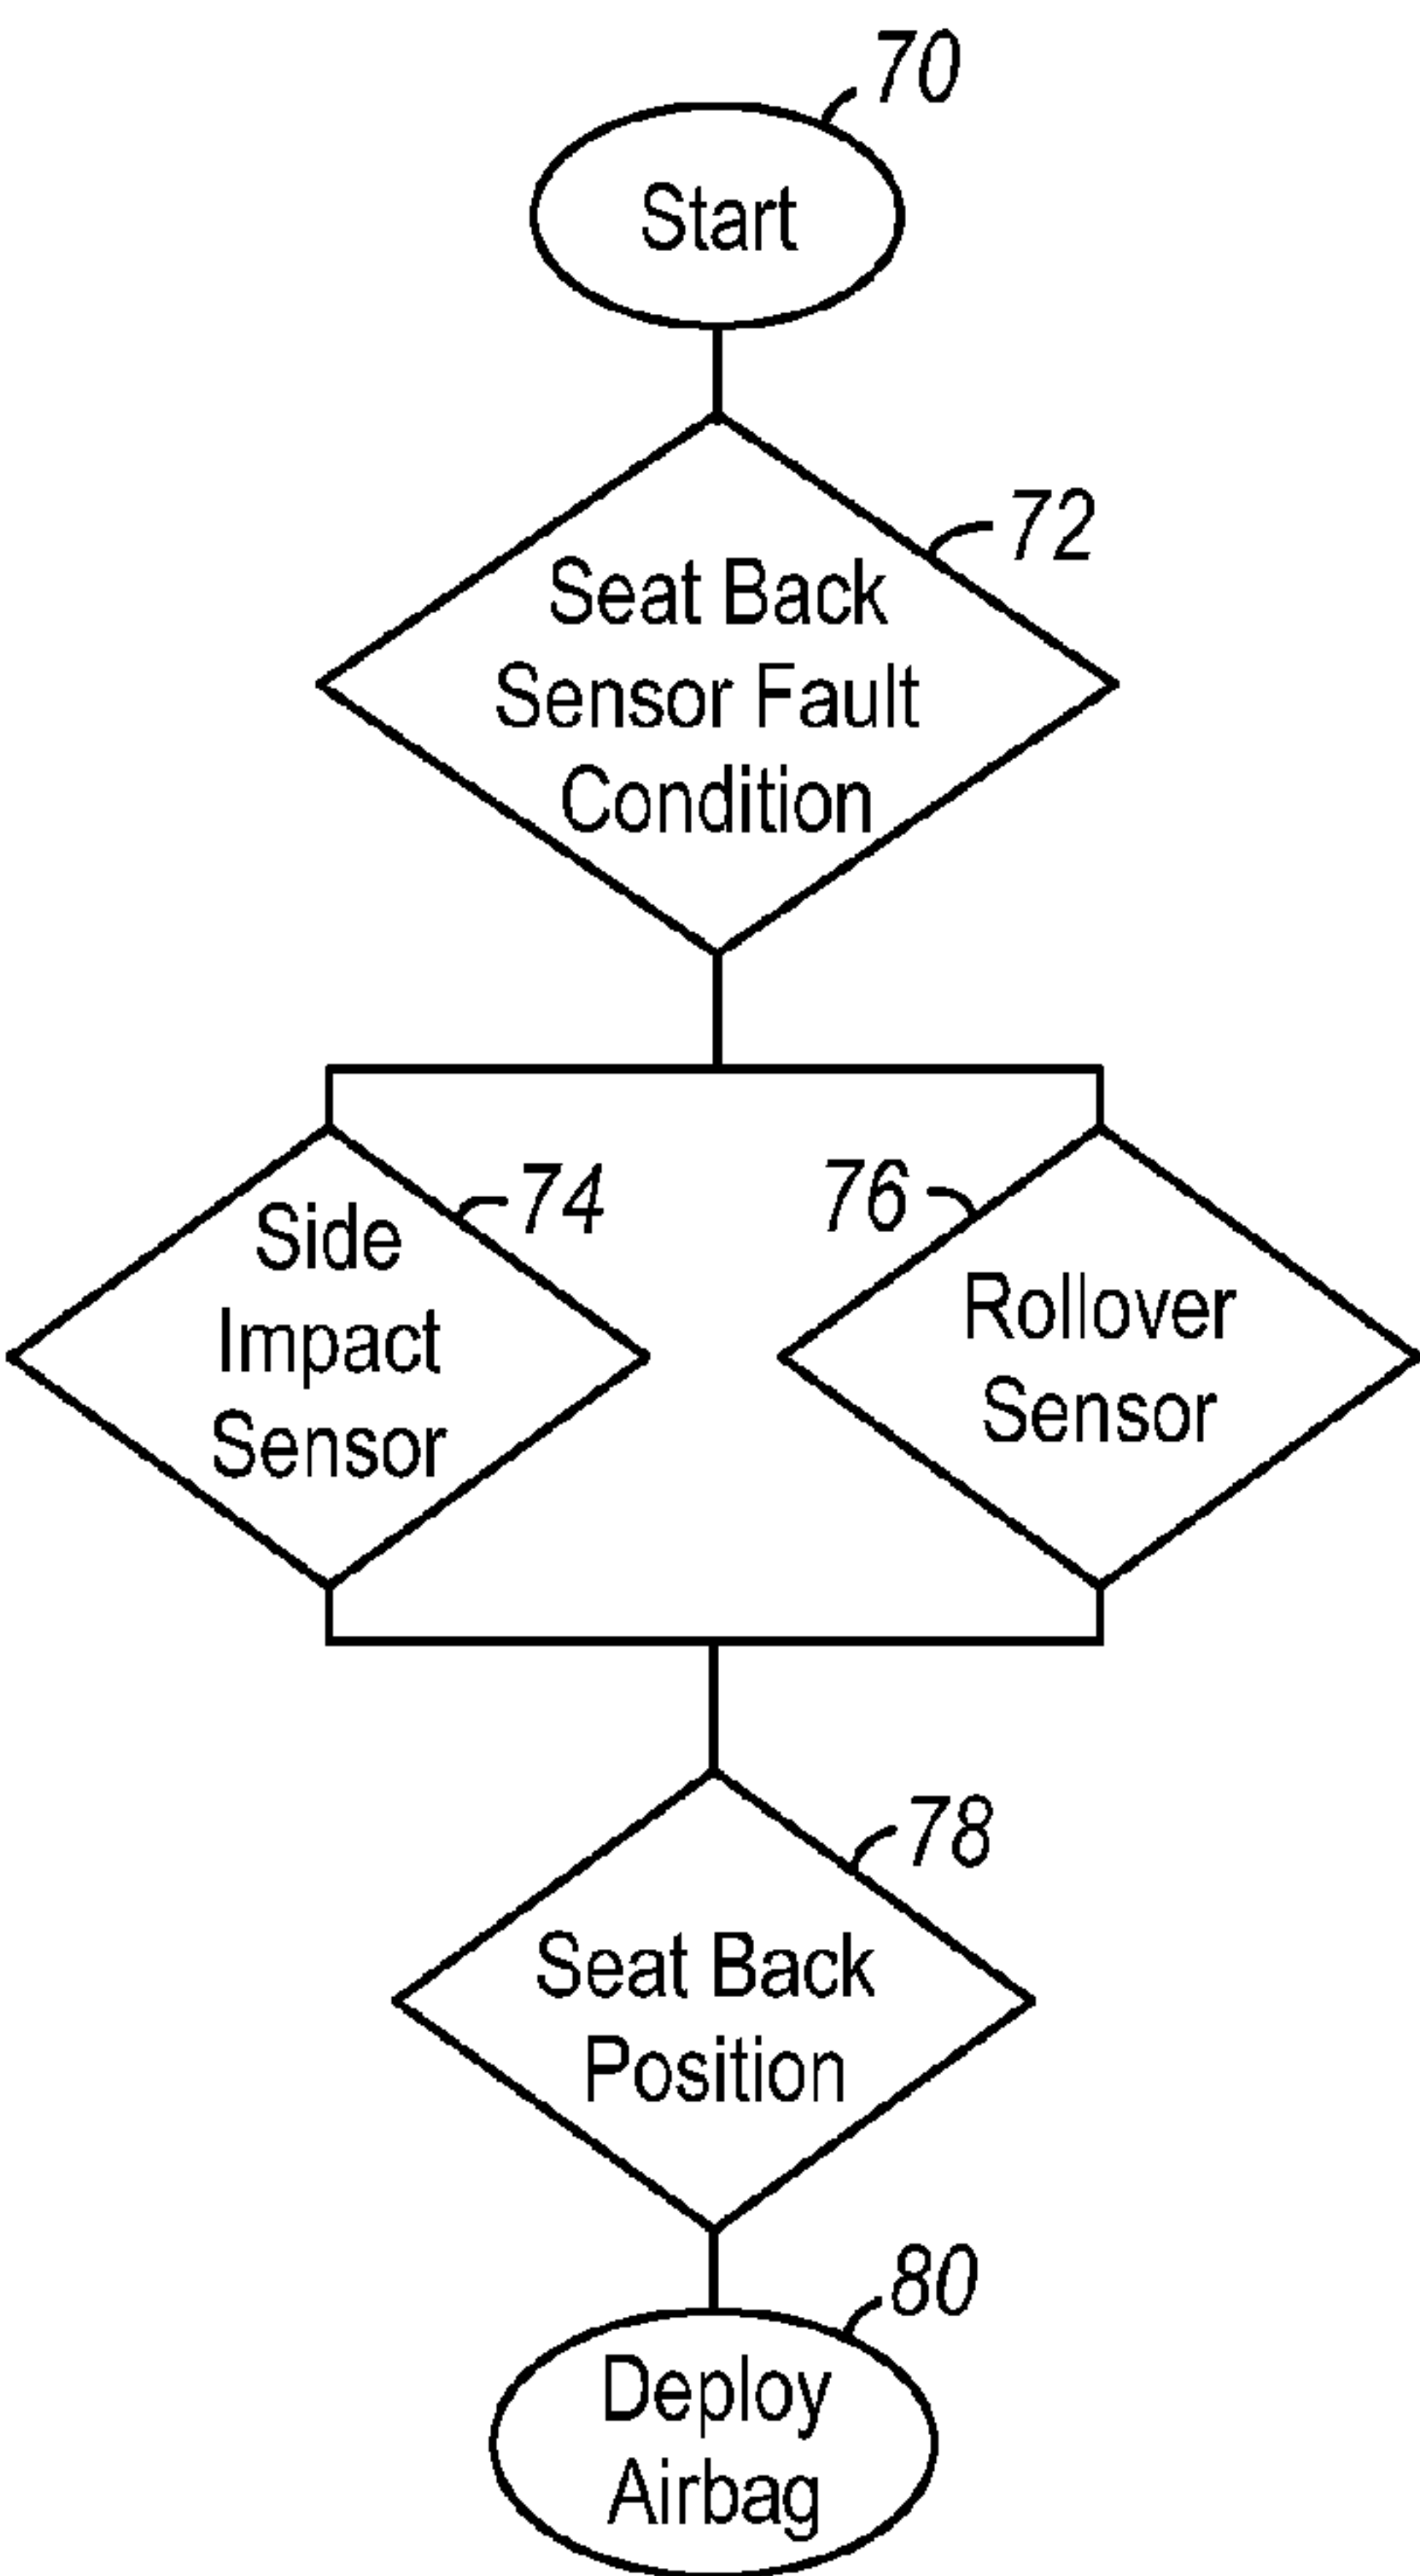 70
Start
72
Seat Back
Sensor Fault
Condition
74
Side
Impact
Sensor
76
Rollover
Sensor
78
Seat Back
Position
80
Deploy
Airbag